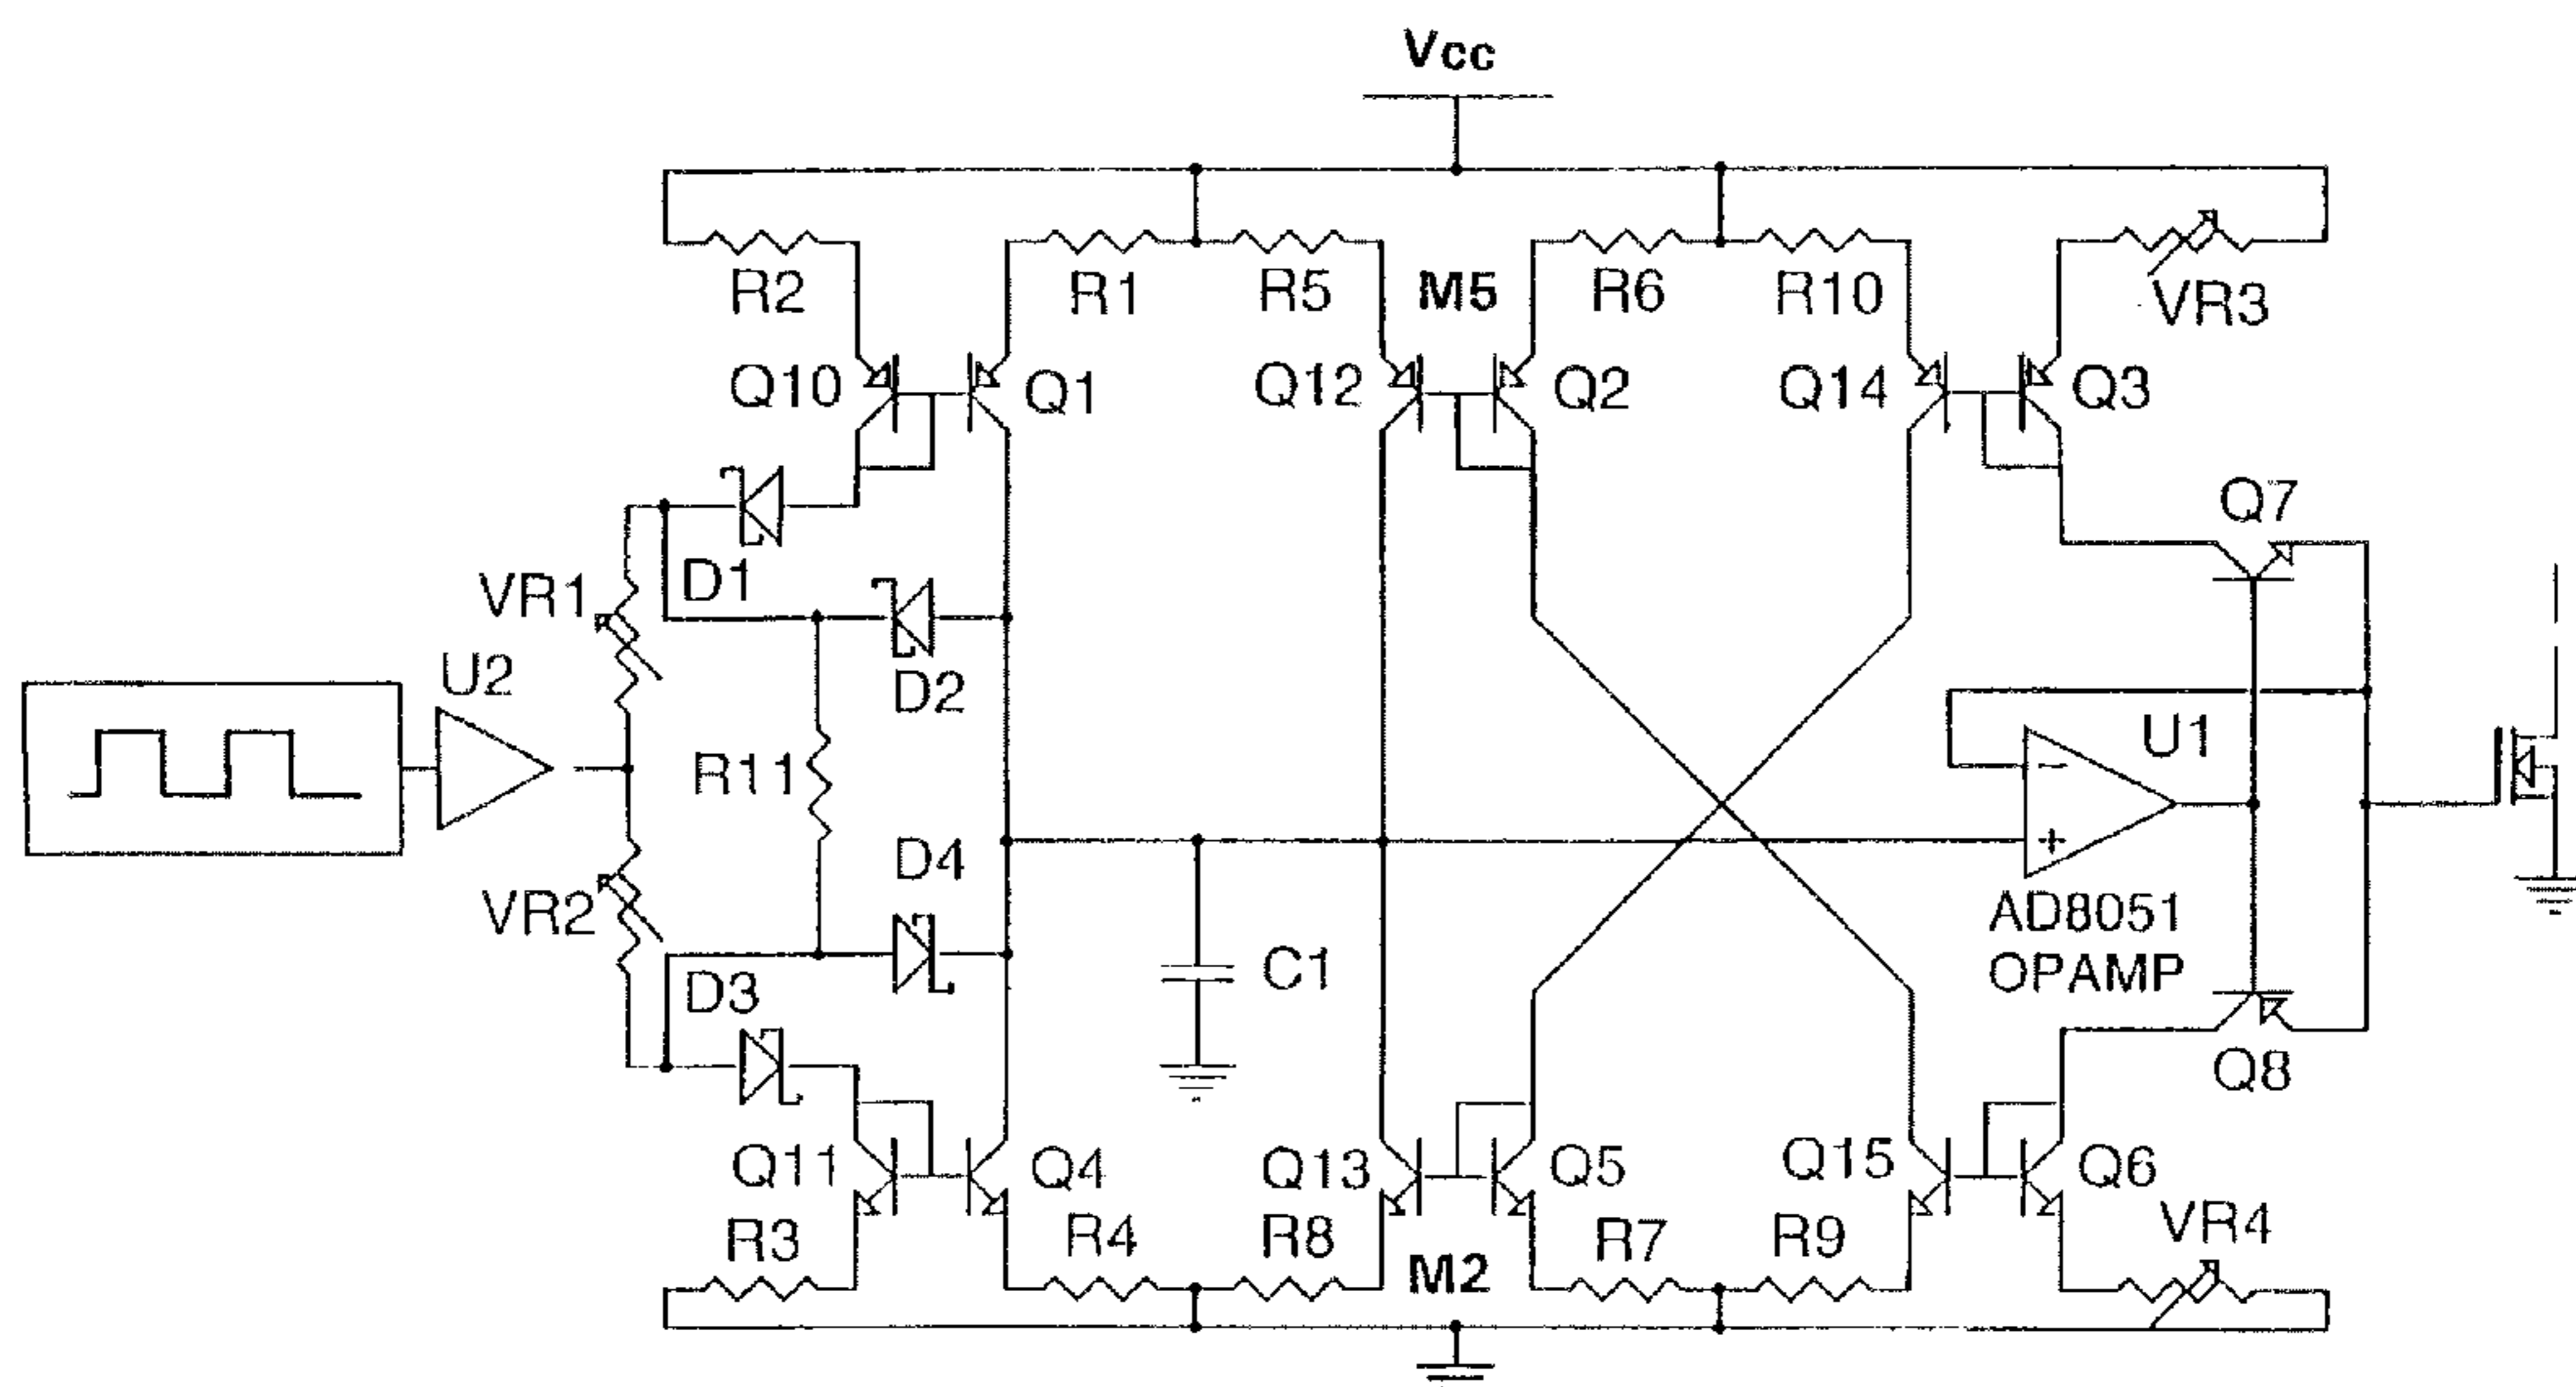 Vcc
R2
R1
R5
M5
R6
R10
VR3
Q10
Q1
Q12
Q2
Q14
Q3
Q7
D1
VR1
D2
U2
R11
U1
−
+
D4
VR2
D3
C1
AD8051
OPAMP
Q8
Q11
Q4
Q13
Q5
Q15
Q6
R3
R4
R8
M2
R7
R9
VR4